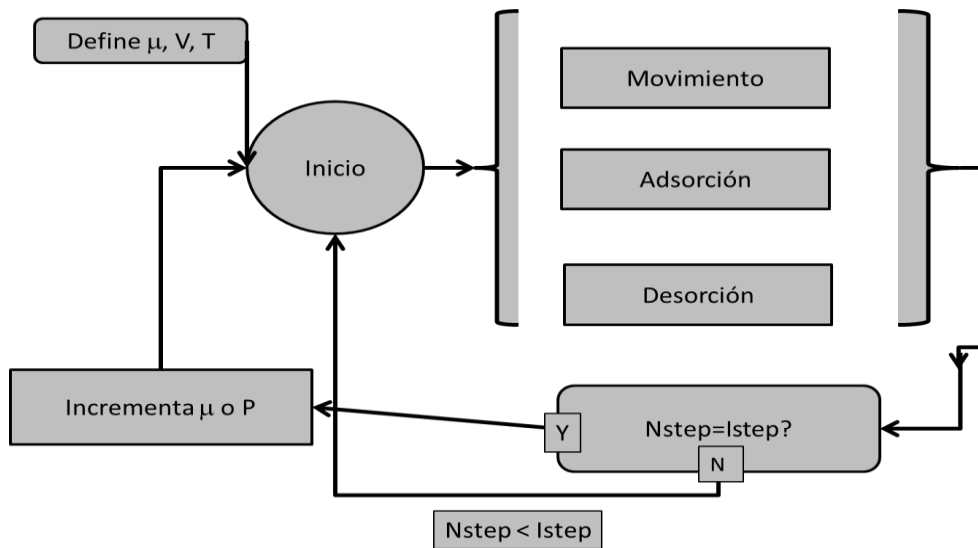 Define μ, V, T
Inicio
Movimiento
Adsorción
Desorción
Incrementa μ o P
Y
Nstep=Istep?
N
Nstep < Istep